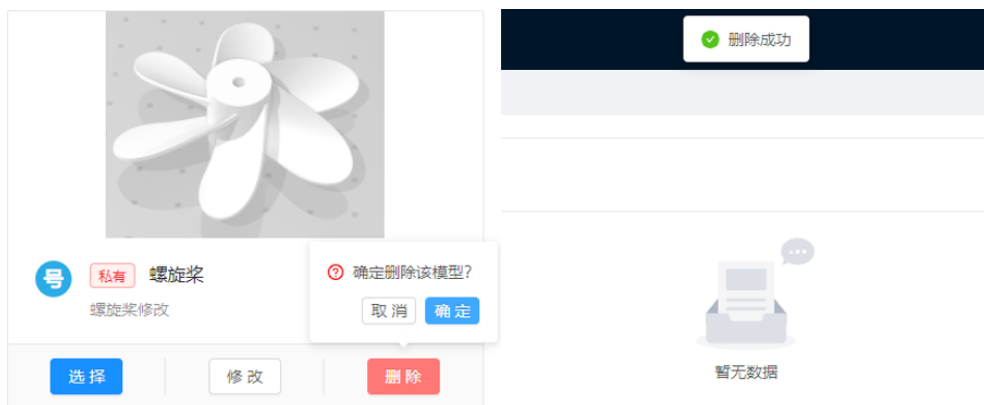 号 私有 螺旋桨
螺旋桨修改
确定删除该模型?
取消 确定
选择 修改 删除
删除成功
暂无数据